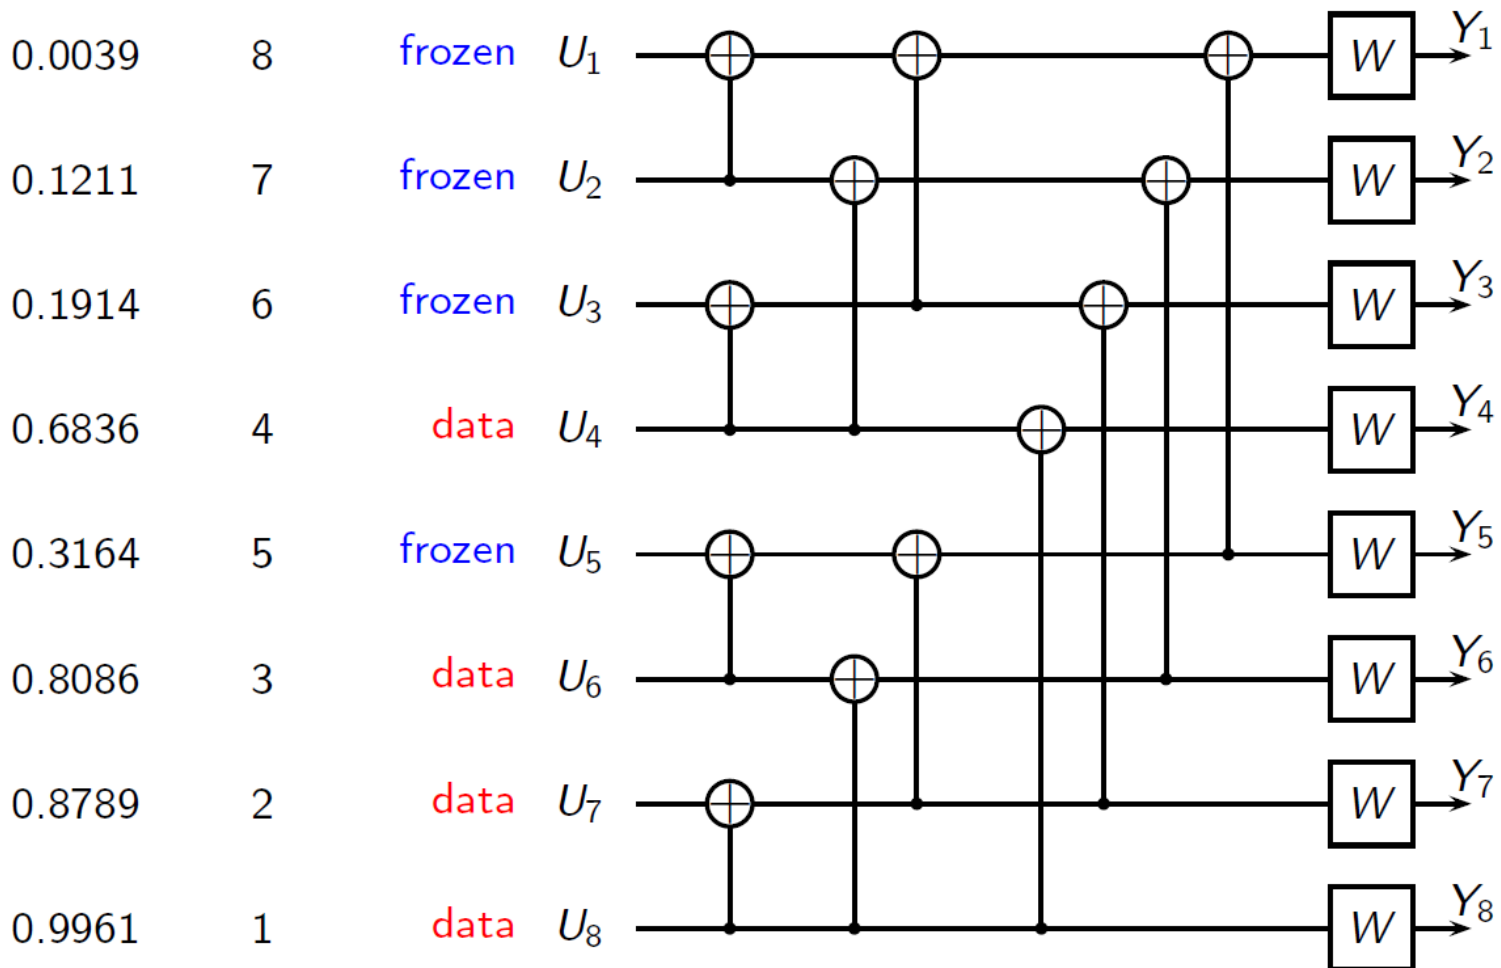 0.0039 8 frozen U₁ W Y₁
0.1211 7 frozen U₂ W Y₂
0.1914 6 frozen U₃ W Y₃
0.6836 4 data U₄ W Y₄
0.3164 5 frozen U₅ W Y₅
0.8086 3 data U₆ W Y₆
0.8789 2 data U₇ W Y₇
0.9961 1 data U₈ W Y₈